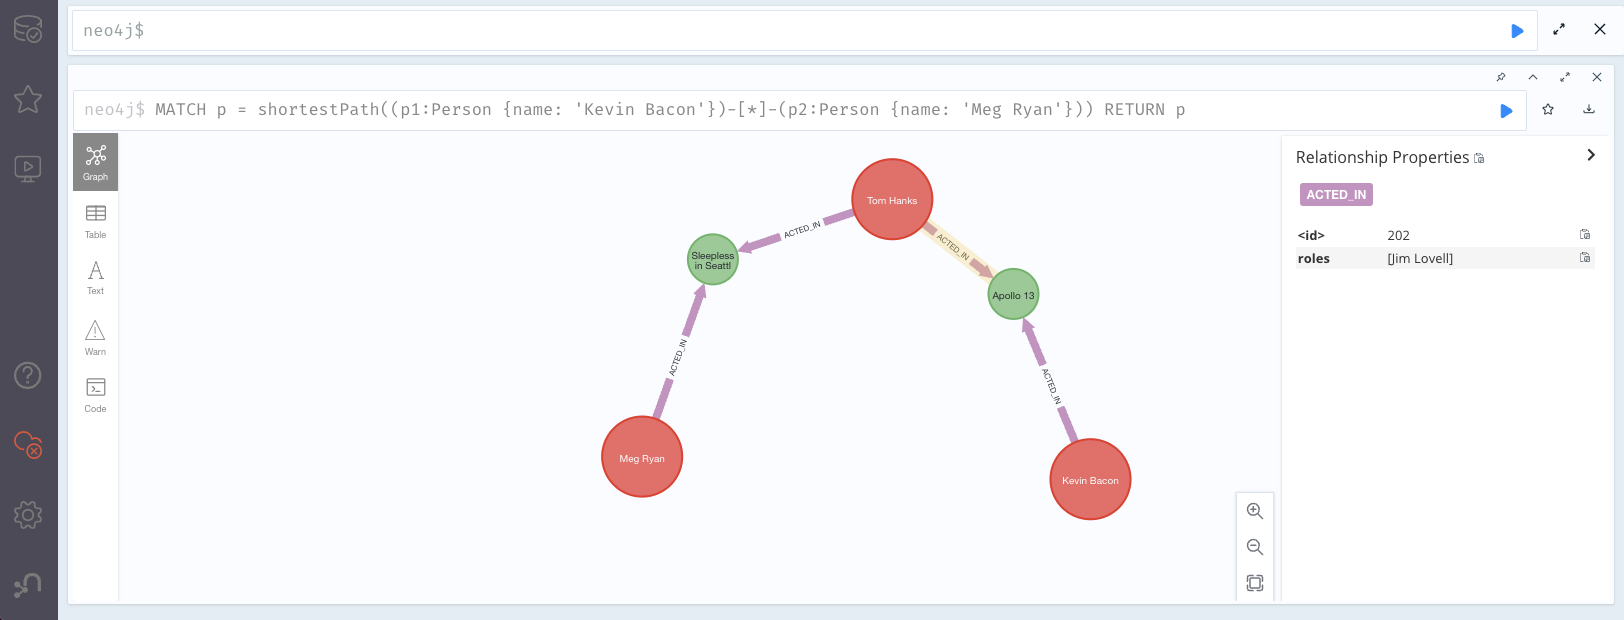 neo4j$
neo4j$ MATCH p = shortestPath((p1:Person {name: 'Kevin Bacon'})-[*]-(p2:Person {name: 'Meg Ryan'})) RETURN p
Graph
Table
Text
Warn
Code
Tom Hanks
ACTED_IN
ACTED_IN
Sleepless
in Seattl
Apollo 13
ACTED_IN
ACTED_IN
Meg Ryan
Kevin Bacon
Relationship Properties
ACTED_IN
<id> 202
roles [Jim Lovell]